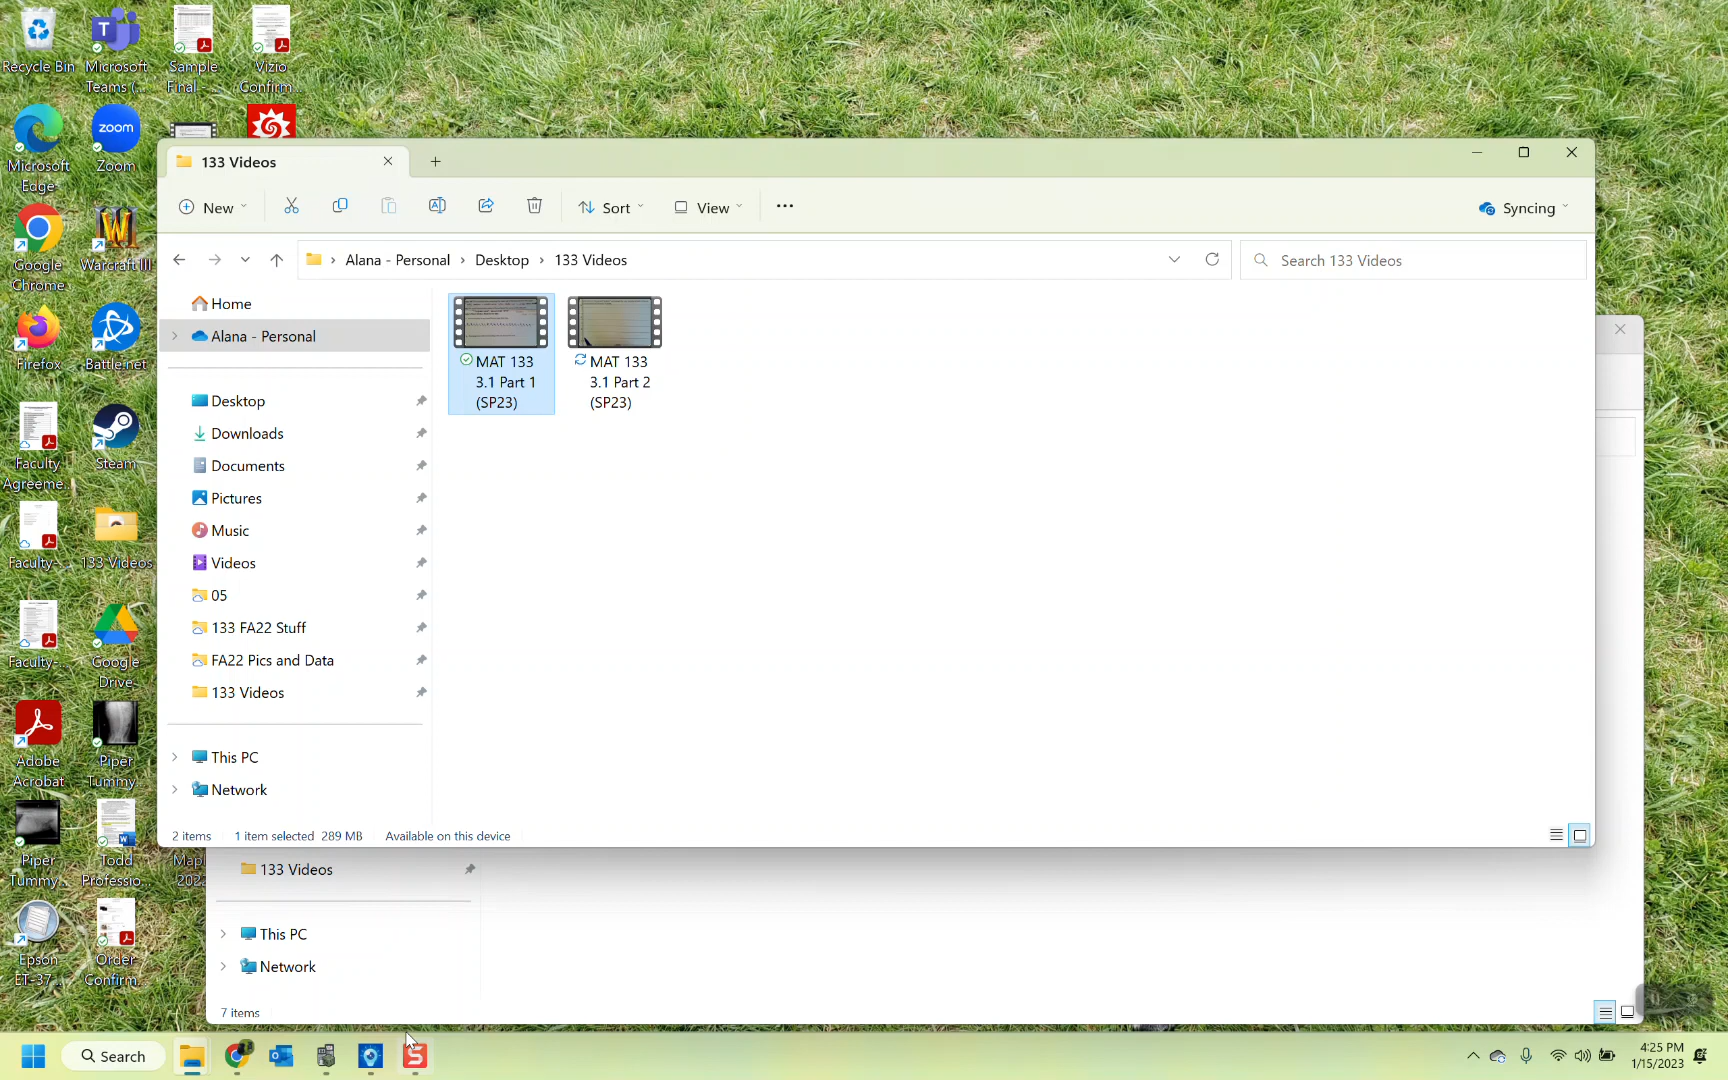 Recycle Bin
Microsoft
Teams (...
Sample
Final -...
Vizio
Confirm...
Microsoft
Edge
zoom
Zoom
Google
Chrome
Warcraft III
Firefox
Battle.net
Faculty
Agreeme...
Steam
Faculty-...
133 Videos
Faculty-...
Google
Drive
Adobe
Acrobat
Piper
Tummy...
Piper
Tummy...
Todd
Professio...
Epson
ET-37...
Order
Confirm...
133 Videos
New
Sort
View
Syncing
Alana - Personal
Desktop
133 Videos
Search 133 Videos
Home
Alana - Personal
Desktop
Downloads
Documents
Pictures
Music
Videos
05
133 FA22 Stuff
FA22 Pics and Data
133 Videos
This PC
Network
MAT 133
3.1 Part 1
(SP23)
MAT 133
3.1 Part 2
(SP23)
2 items
1 item selected 289 MB
Available on this device
133 Videos
This PC
Network
7 items
Search
4:25 PM
1/15/2023